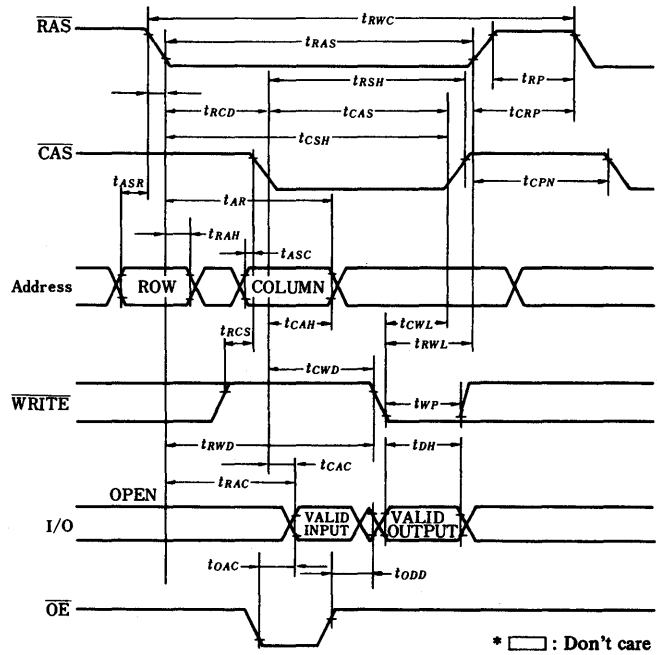 tRWC
RAS
tRAS
tRSH
tRP
tRCD
tCAS
tCRP
tCSH
CAS
tASR
tCPN
tAR
tRAH
tASC
Address
ROW
COLUMN
tRCS
tCAH
tCWL
tRWL
tCWD
WRITE
tWP
tRWD
tDH
tCAC
tRAC
OPEN
I/O
VALID
INPUT
VALID
OUTPUT
tOAC
tODD
OE
* : Don't care